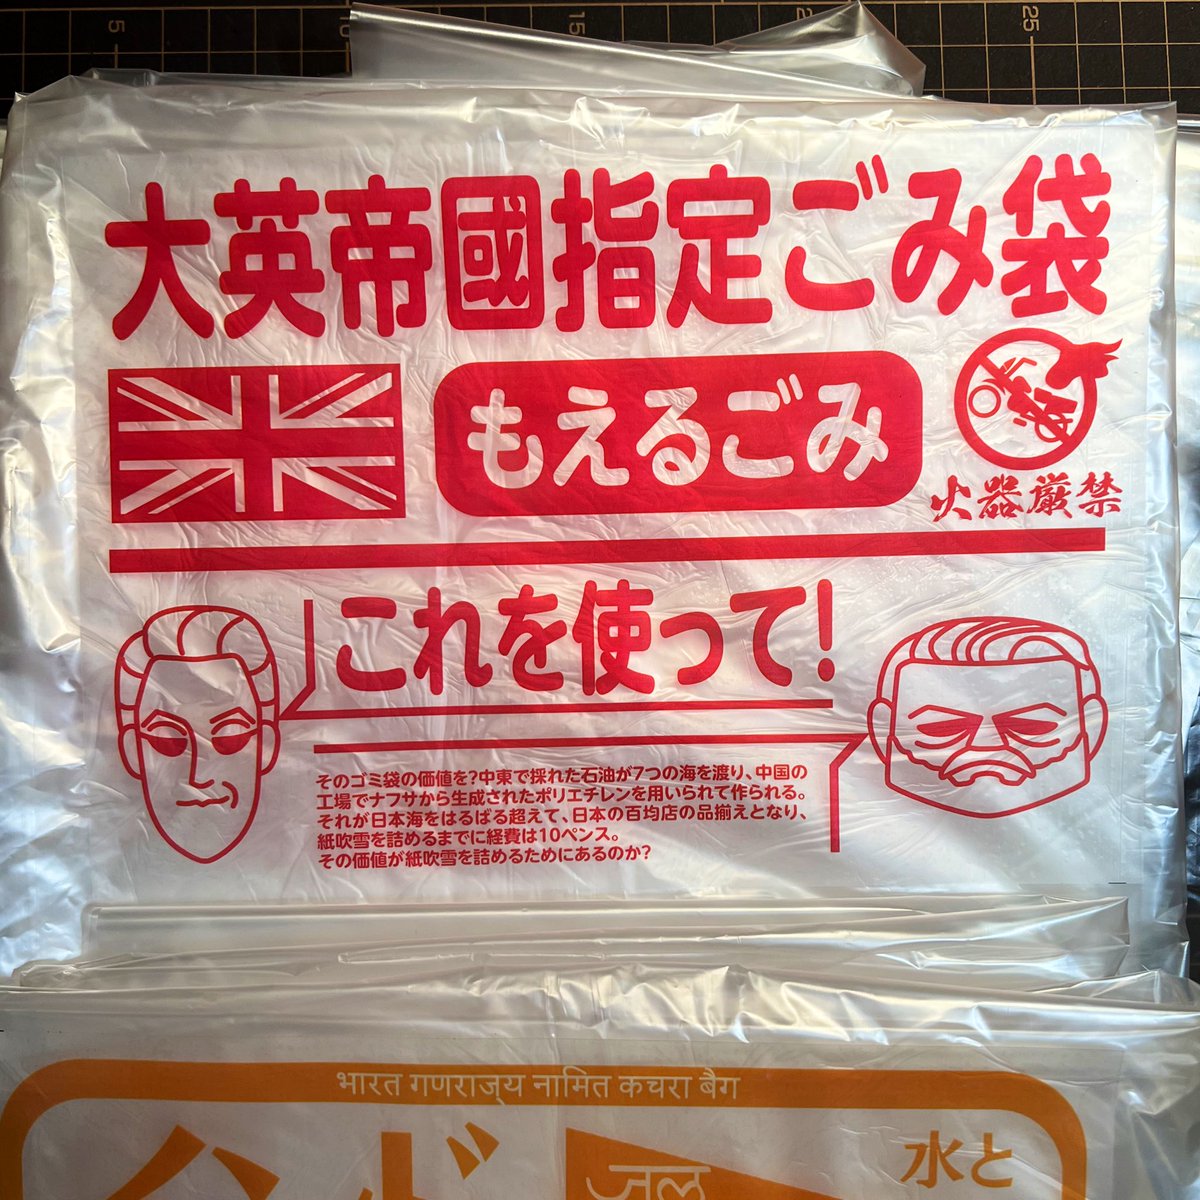 5
10
15
25
大英帝國指定ごみ袋
もえるごみ
火器厳禁
これを使って!
そのゴミ袋の価値を?中東で採れた石油が7つの海を渡り、中国の
工場でナフサから生成されたポリエチレンを用いられて作られる。
それが日本海をはるばる超えて、日本の百均店の品揃えとなり、
紙吹雪を詰めるまでに経費は10ペンス。
その価値が紙吹雪を詰めるためにあるのか?
भारत गणराज्य नामित कचरा बैग
水と
जल